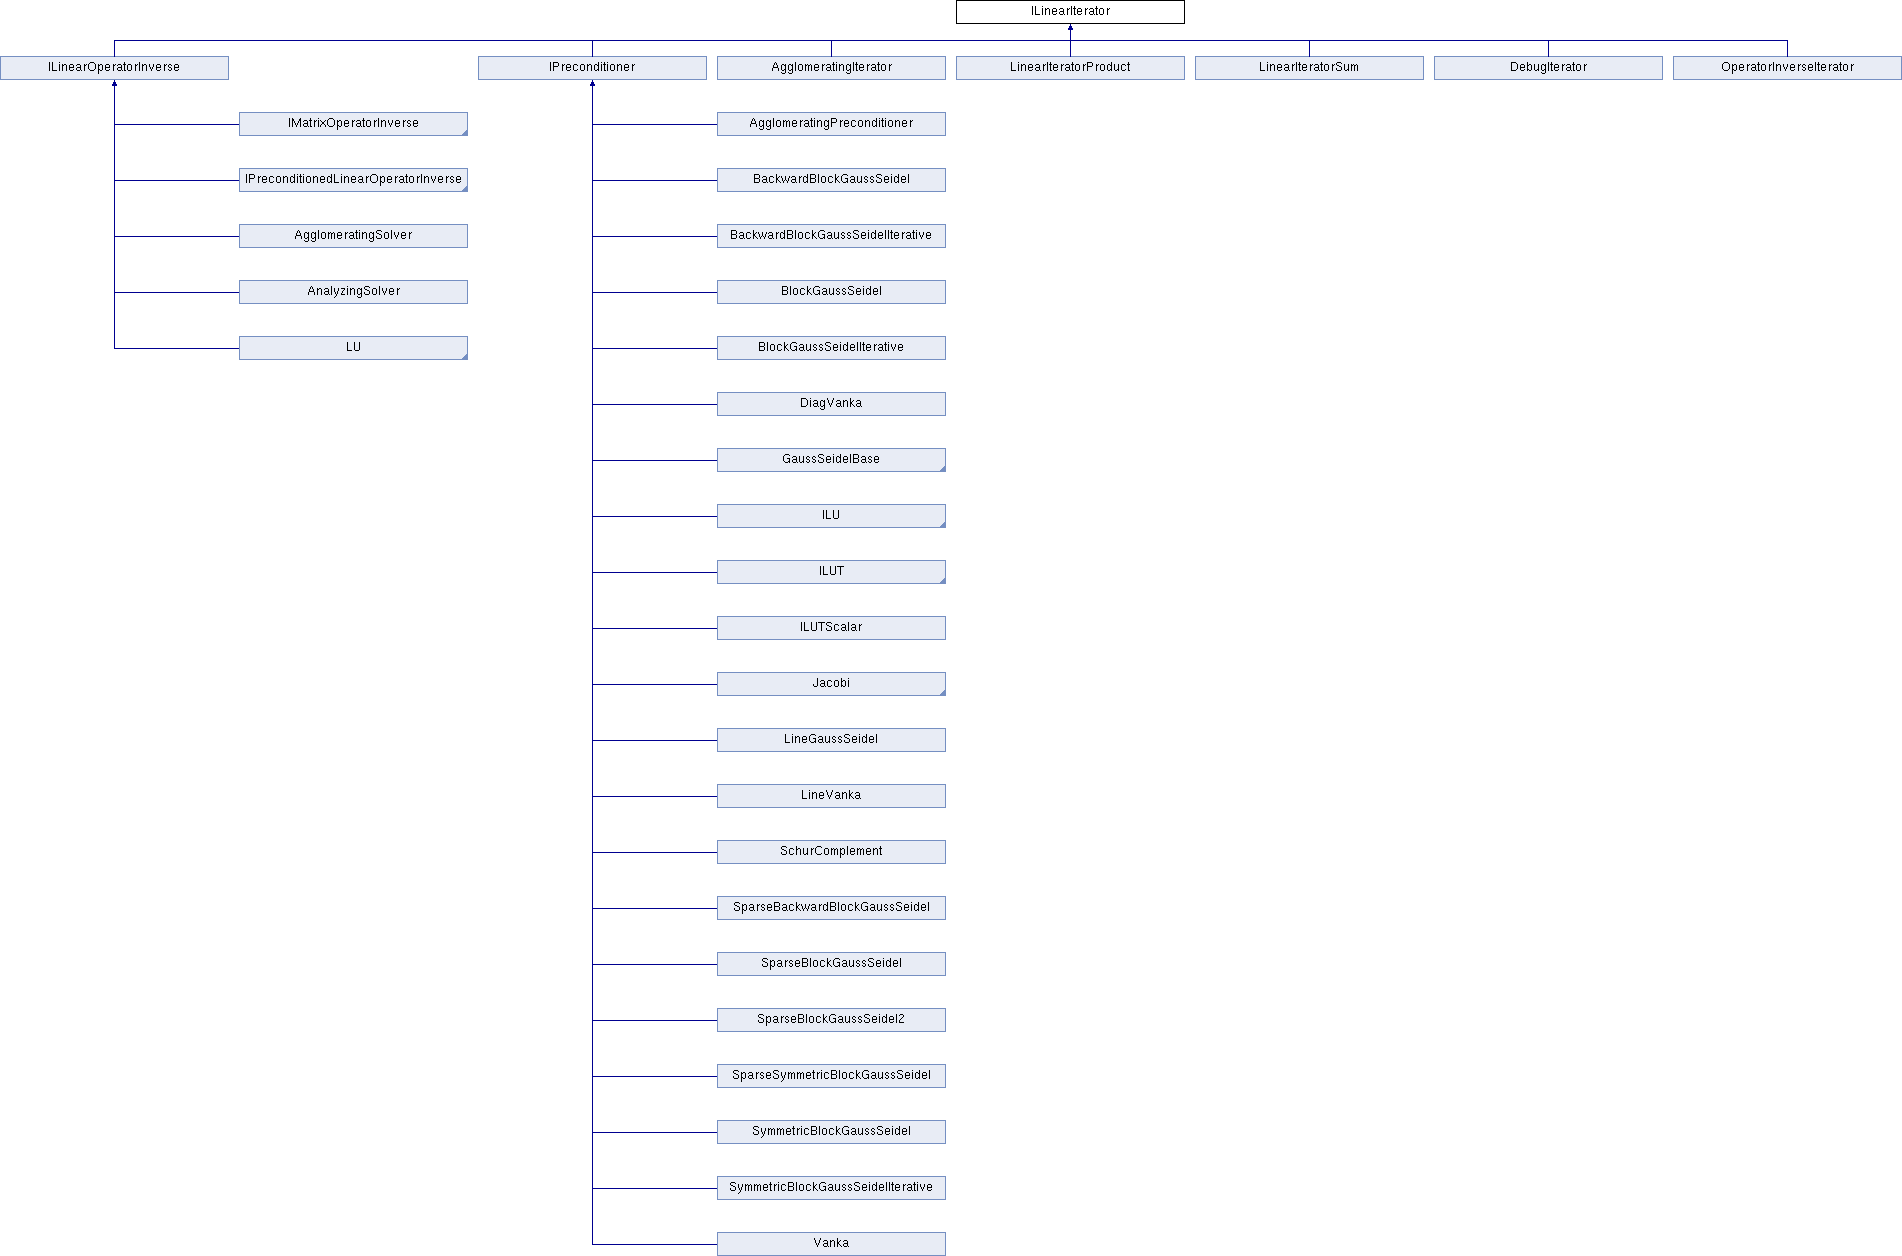 ILinearIterator
ILinearOperatorInverse
IPreconditioner
AgglomeratingIterator
LinearIteratorProduct
LinearIteratorSum
DebugIterator
OperatorInverseIterator
IMatrixOperatorInverse
IPreconditionedLinearOperatorInverse
AgglomeratingSolver
AnalyzingSolver
LU
AgglomeratingPreconditioner
BackwardBlockGaussSeidel
BackwardBlockGaussSeidelIterative
BlockGaussSeidel
BlockGaussSeidelIterative
DiagVanka
GaussSeidelBase
ILU
ILUT
ILUTScalar
Jacobi
LineGaussSeidel
LineVanka
SchurComplement
SparseBackwardBlockGaussSeidel
SparseBlockGaussSeidel
SparseBlockGaussSeidel2
SparseSymmetricBlockGaussSeidel
SymmetricBlockGaussSeidel
SymmetricBlockGaussSeidelIterative
Vanka